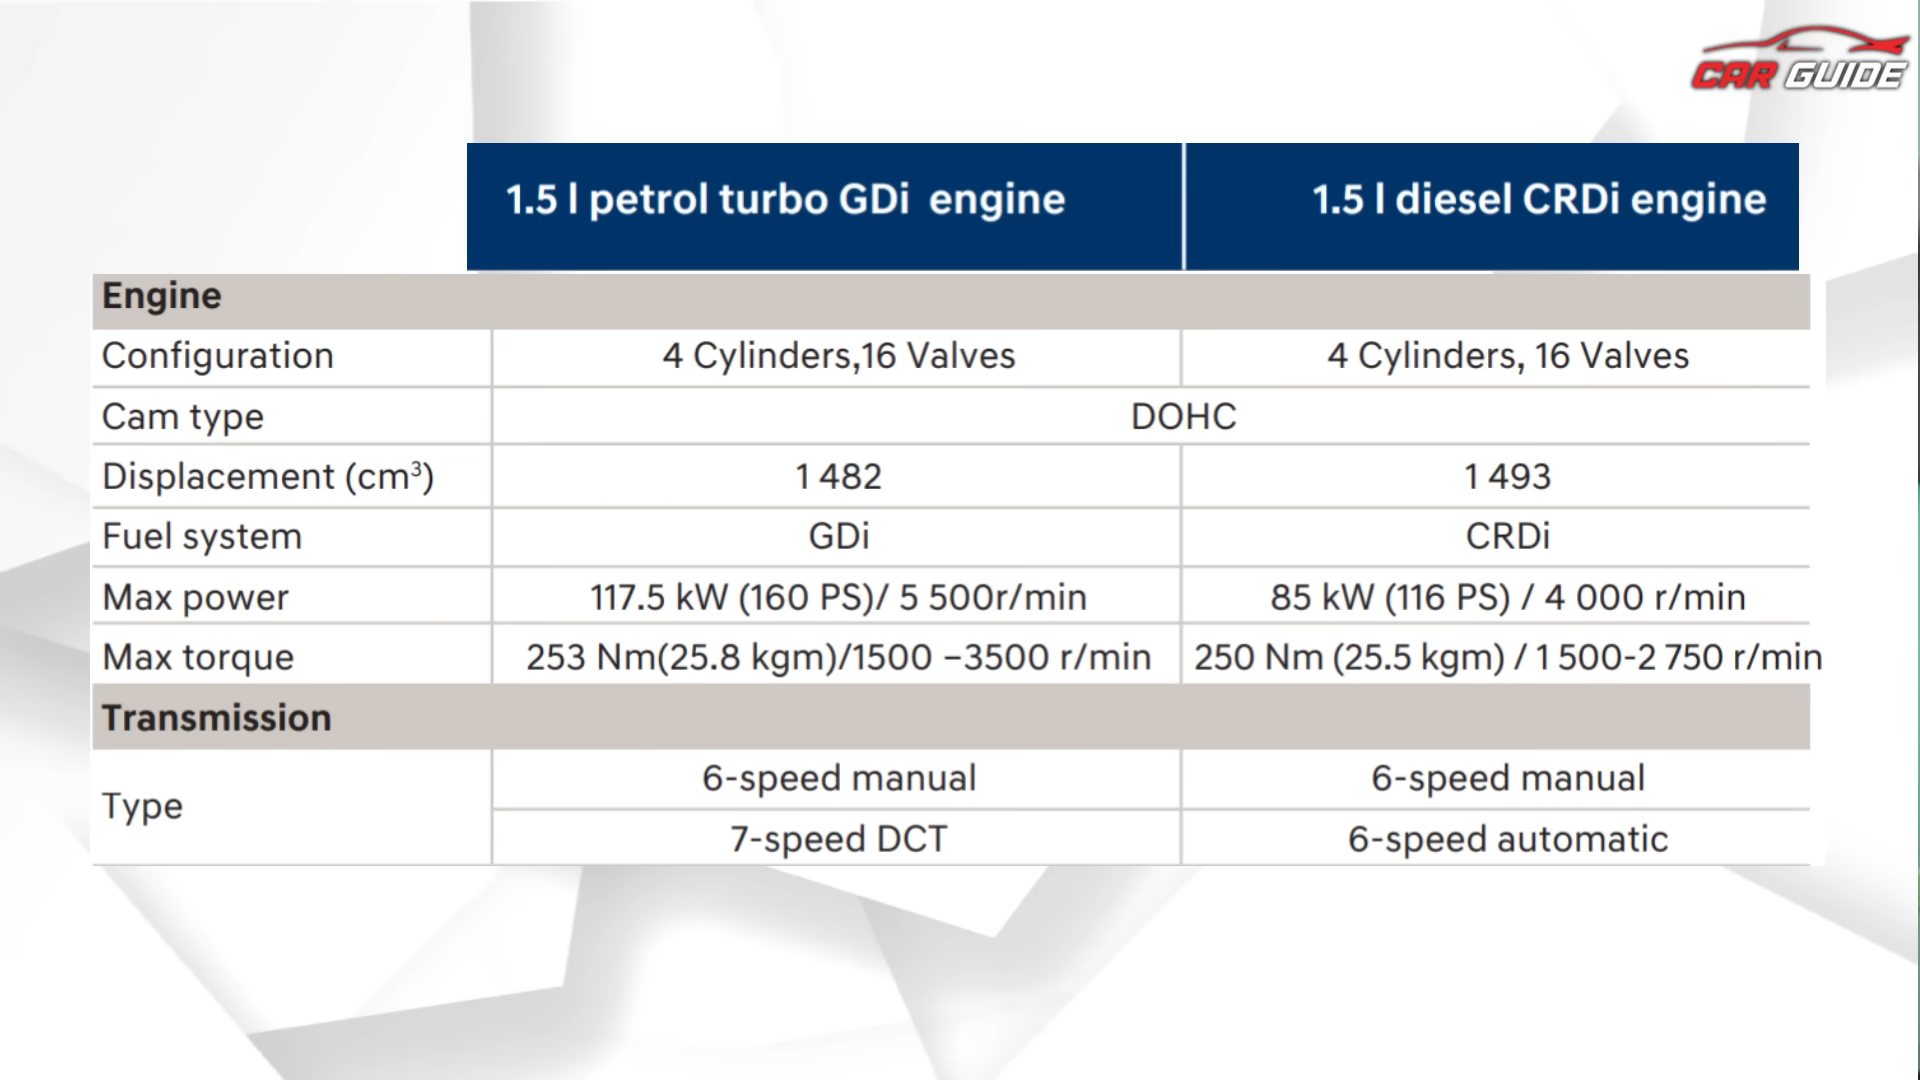 CAR GUIDE
1.5 l petrol turbo GDi engine 1.5 l diesel CRDi engine
Engine
Configuration 4 Cylinders,16 Valves 4 Cylinders, 16 Valves
Cam type DOHC
Displacement (cm³) 1 482 1 493
Fuel system GDi CRDi
Max power 117.5 kW (160 PS)/ 5 500r/min 85 kW (116 PS) / 4 000 r/min
Max torque 253 Nm(25.8 kgm)/1500 –3500 r/min 250 Nm (25.5 kgm) / 1 500-2 750 r/min
Transmission
Type
6-speed manual 6-speed manual
7-speed DCT 6-speed automatic